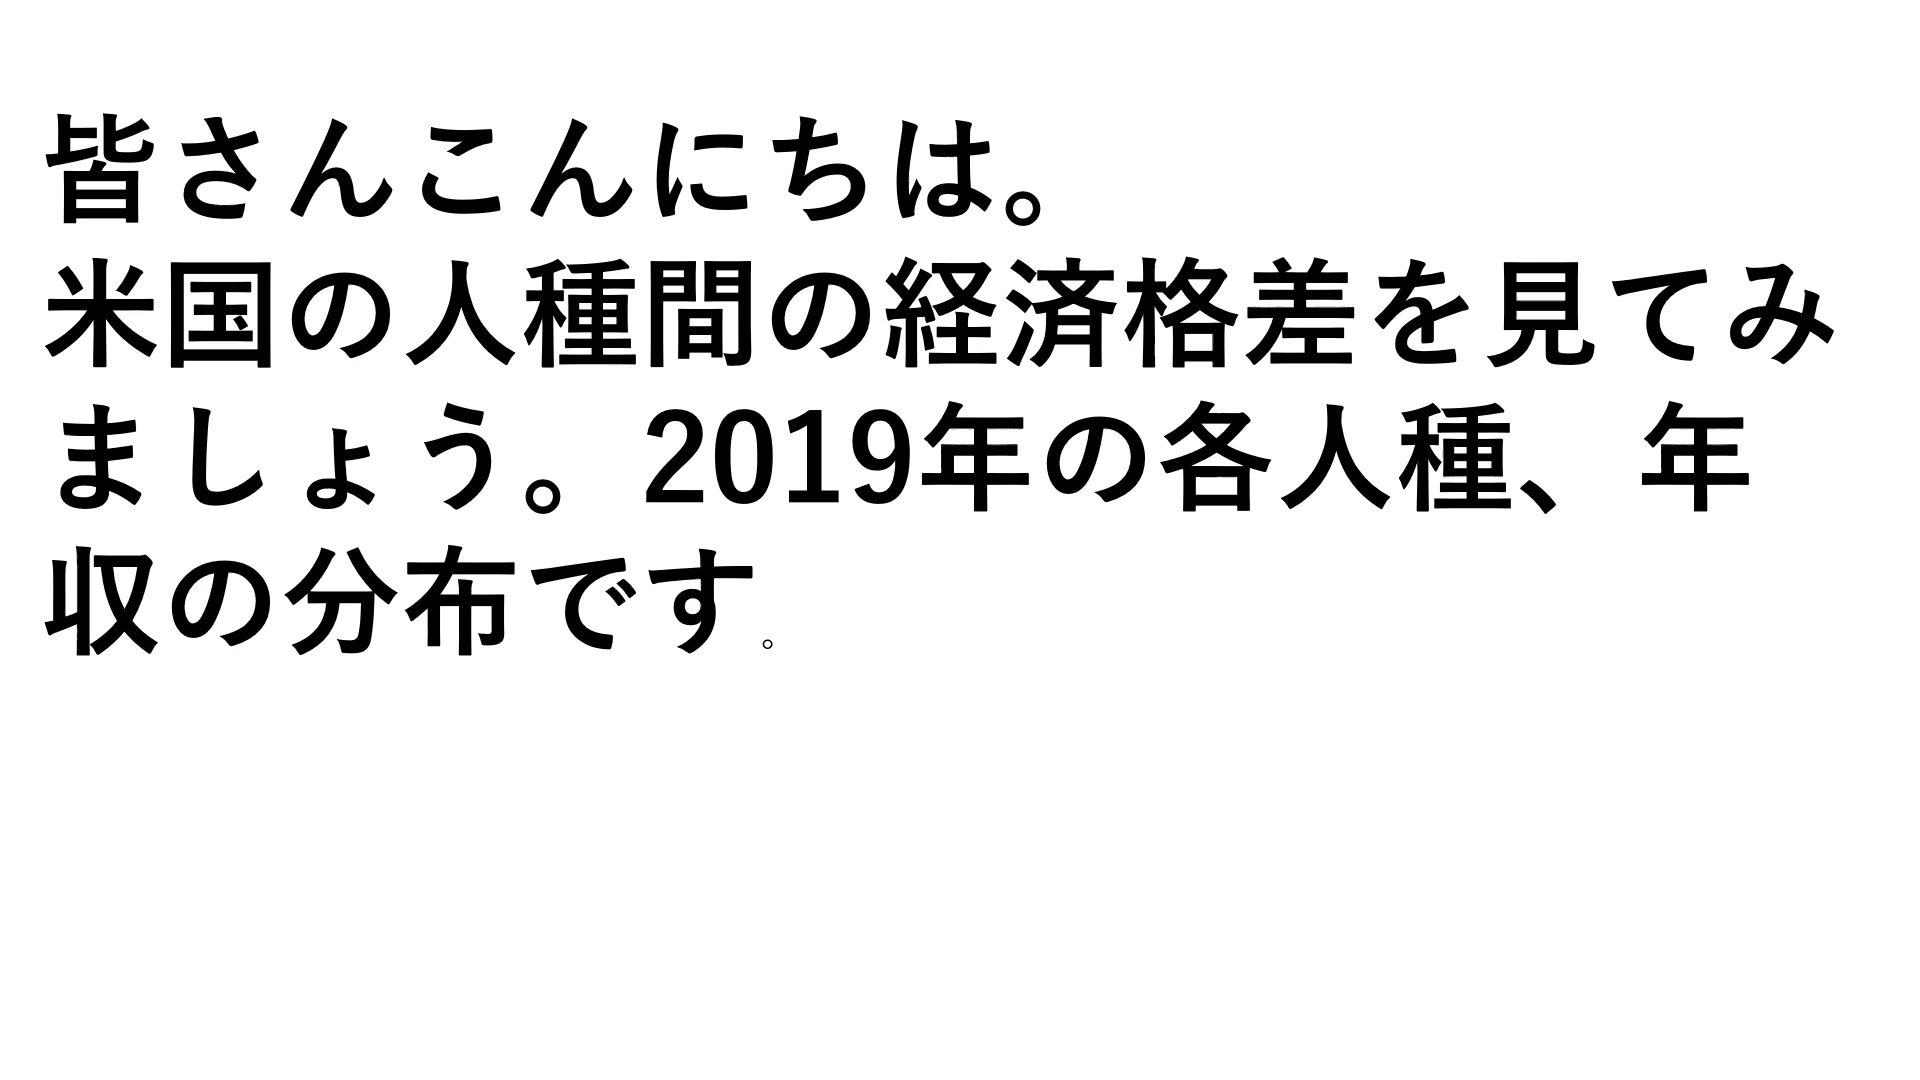 皆さんこんにちは。
米国の人種間の経済格差を見てみ
ましょう。2019年の各人種、年
収の分布です。